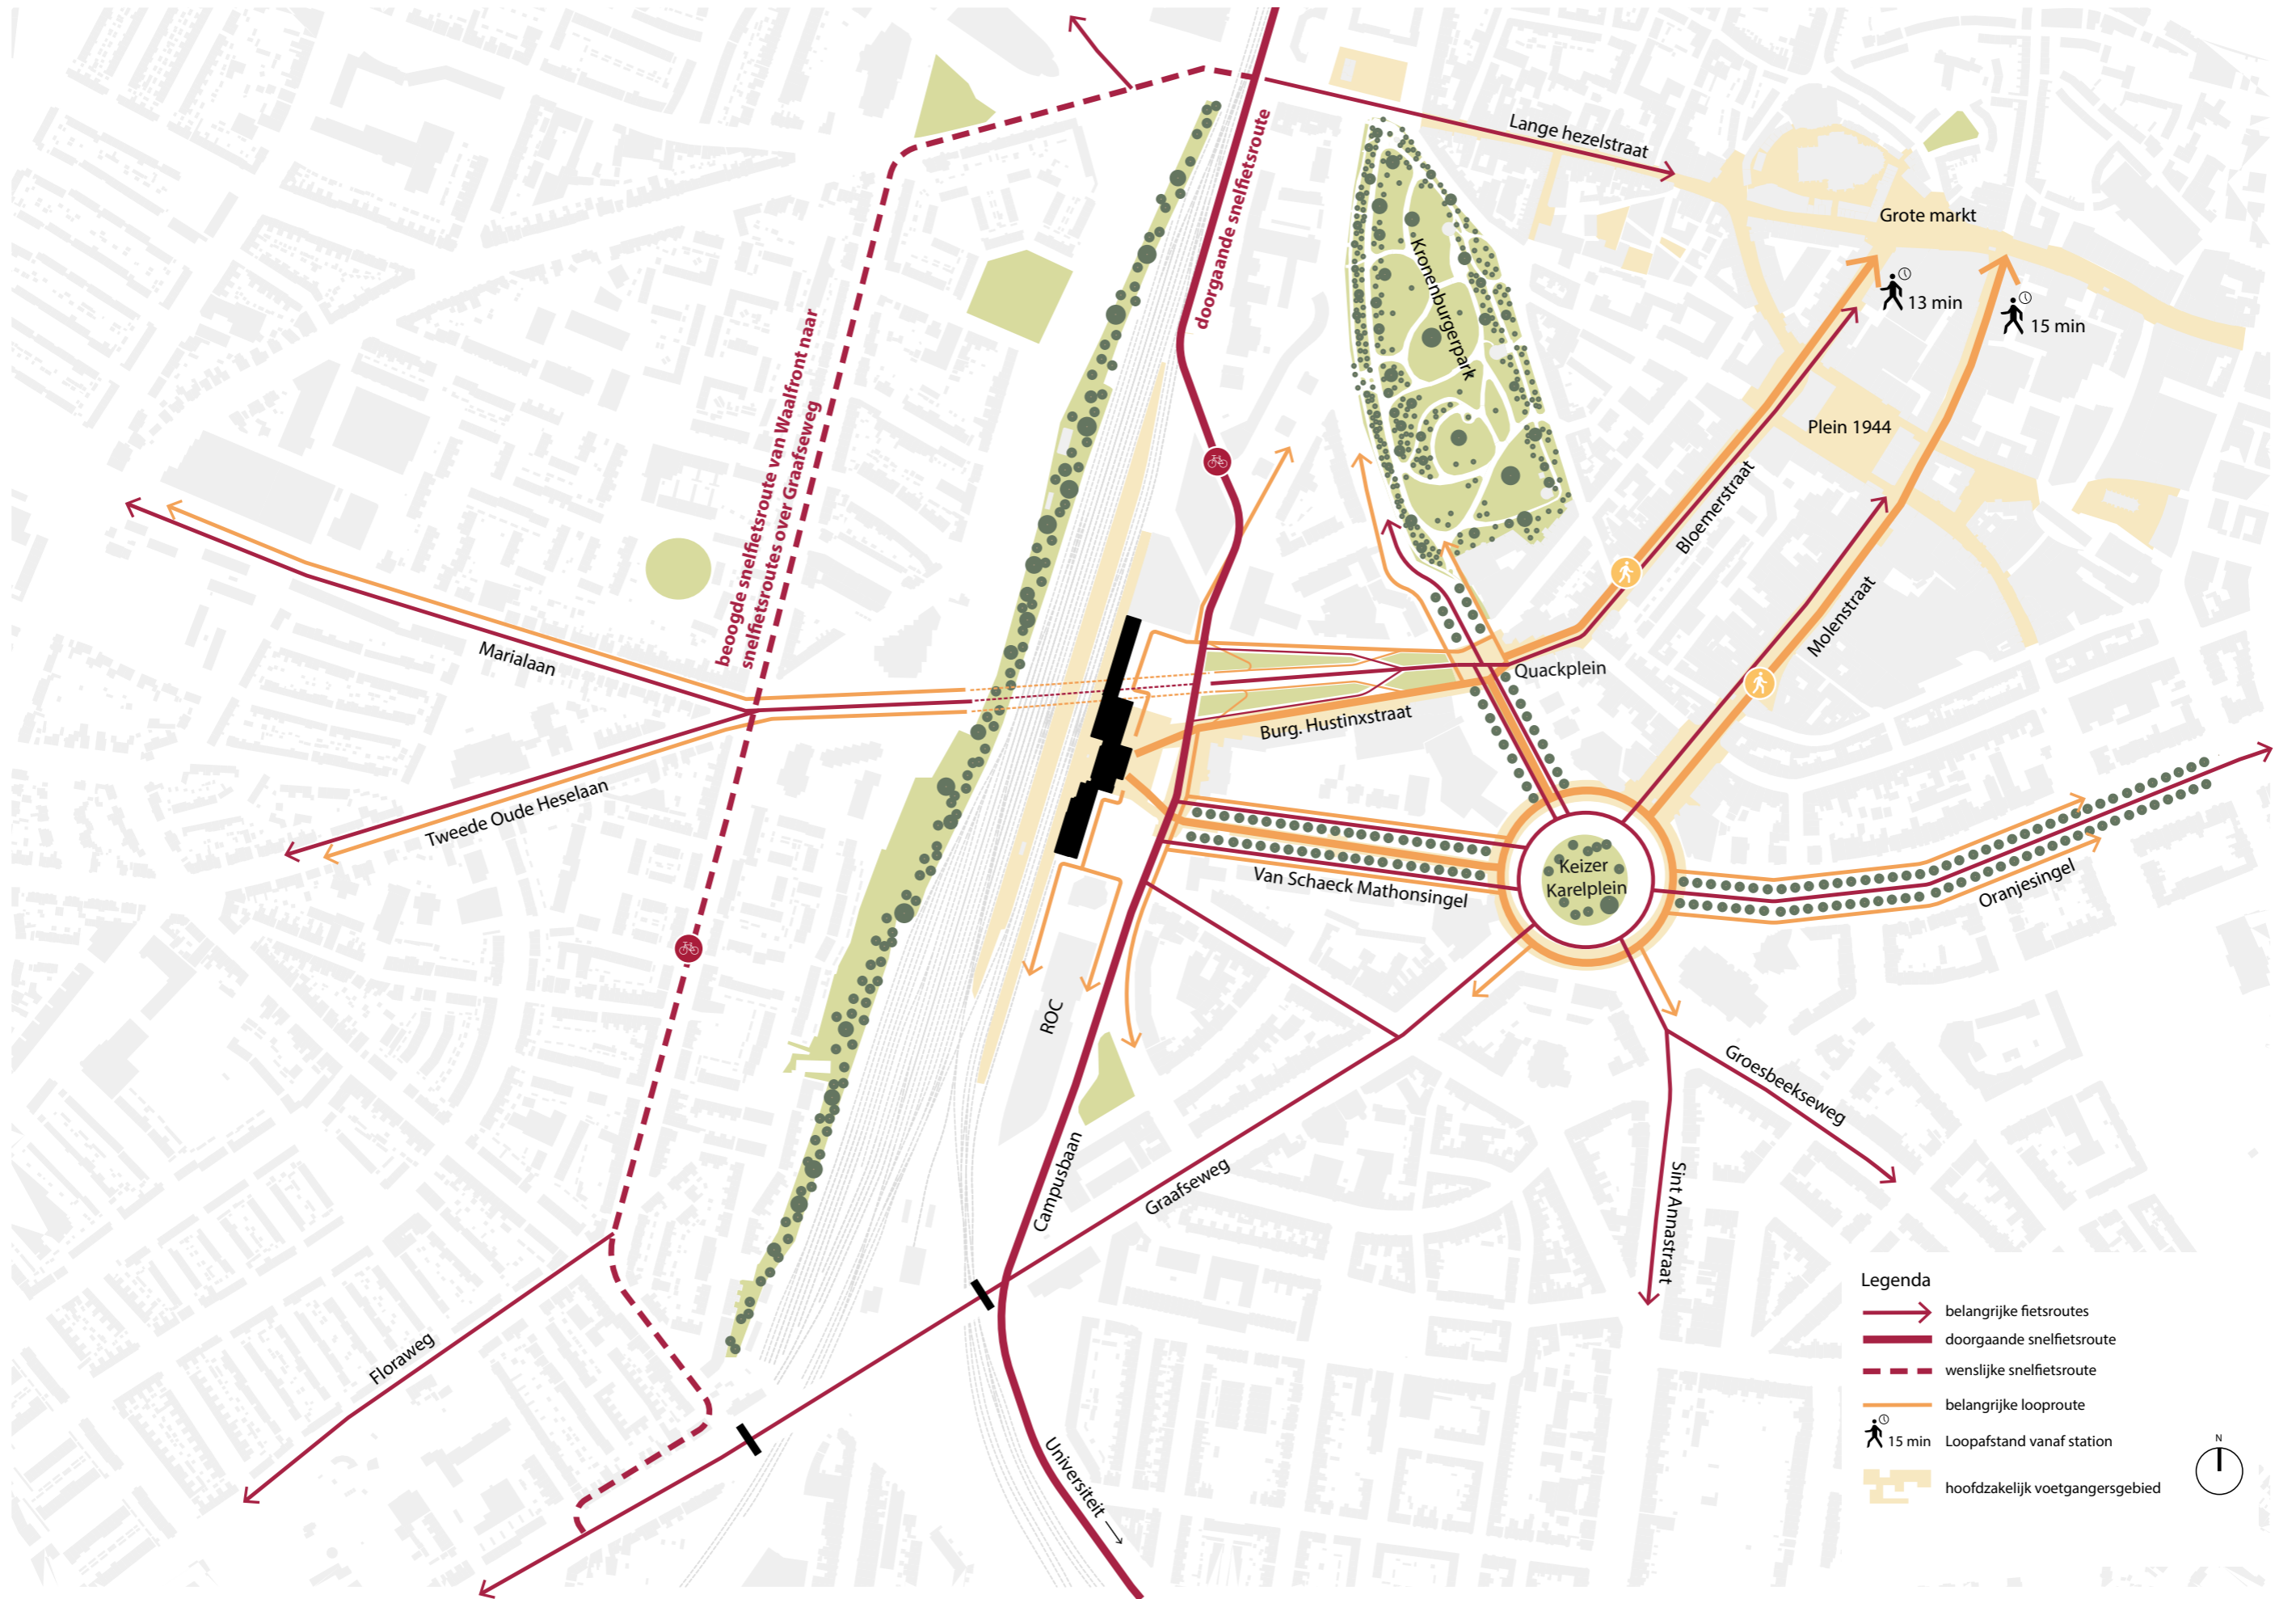 Lange hezelstraat
doorgaande snelfietsroute
Grote markt
Kronenburgerpark
13 min
15 min
beoogde snelfietsroute van Waalfront naar
snelfietsroutes over Graafseweg
Plein 1944
Bloemerstraat
Molenstraat
Marialaan
Quackplein
Burg. Hustinxstraat
Tweede Oude Heselaan
Keizer
Karelplein
Van Schaeck Mathonsingel
Oranjesingel
ROC
Groesbeekseweg
Campusbaan
Graafseweg
Sint Annastraat
Floraweg
Universiteit
Legenda
belangrijke fietsroutes
doorgaande snelfietsroute
wenslijke snelfietsroute
belangrijke looproute
15 min Loopafstand vanaf station
N
hoofdzakelijk voetgangersgebied